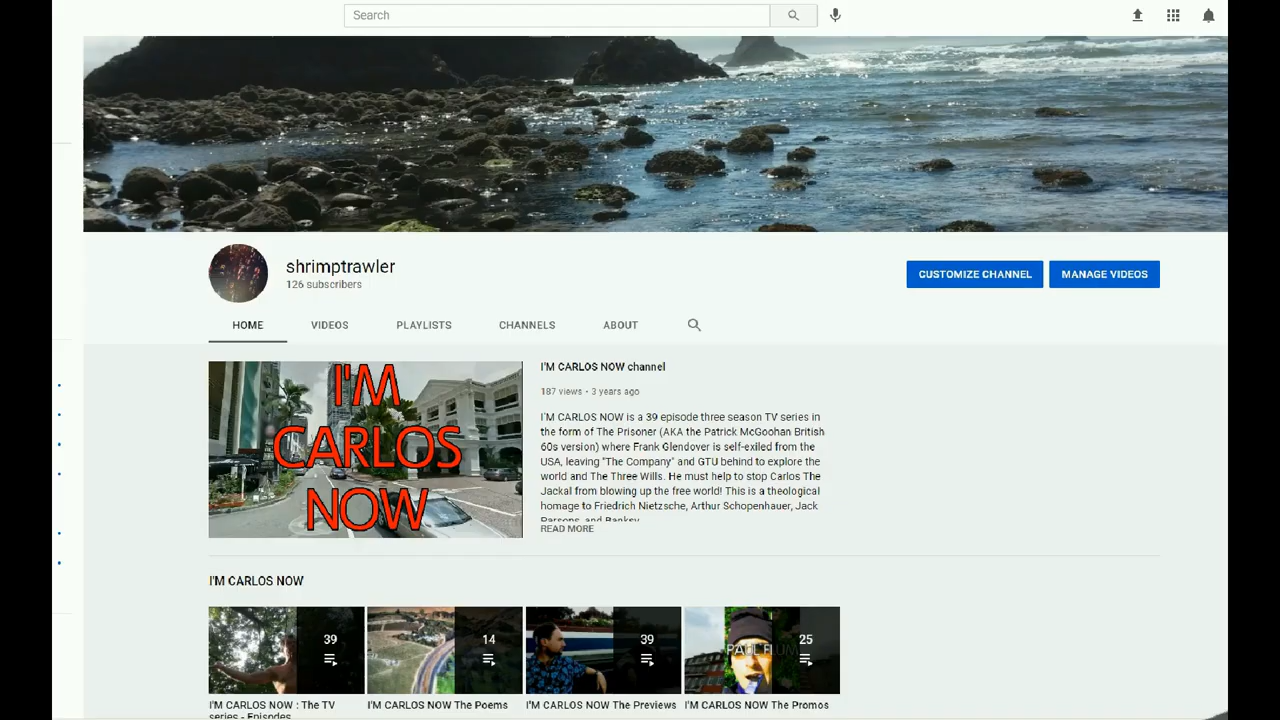 Search
shrimptrawler
126 subscribers
CUSTOMIZE CHANNEL
MANAGE VIDEOS
HOME
VIDEOS
PLAYLISTS
CHANNELS
ABOUT
I'M
CARLOS
NOW
I'M CARLOS NOW channel
187 views • 3 years ago
I'M CARLOS NOW is a 39 episode three season TV series in
the form of The Prisoner (AKA the Patrick McGoohan British
60s version) where Frank Glendover is self-exiled from the
USA, leaving "The Company" and GTU behind to explore the
world and The Three Wills. He must help to stop Carlos The
Jackal from blowing up the free world! This is a theological
homage to Friedrich Nietzsche, Arthur Schopenhauer, Jack
Parsons, and Banksy
READ MORE
I'M CARLOS NOW
39
14
39
25
I'M CARLOS NOW : The TV
series - Episodes
I'M CARLOS NOW The Poems
I'M CARLOS NOW The Previews
I'M CARLOS NOW The Promos